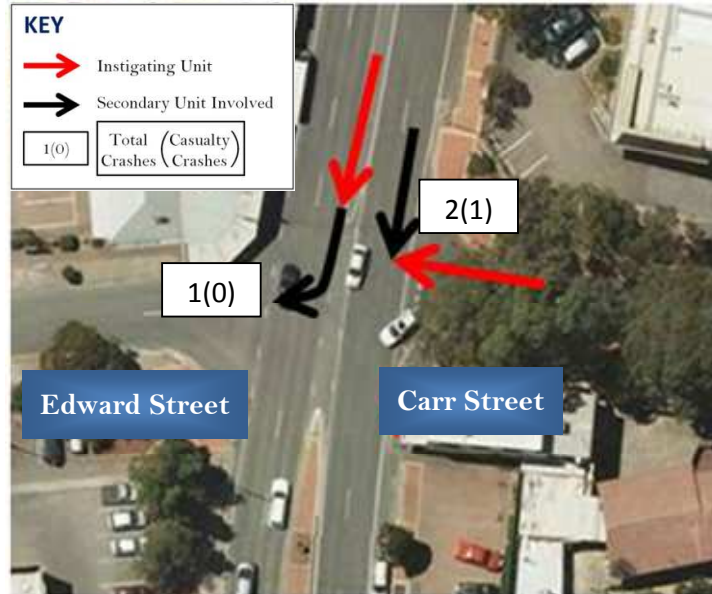 KEY
Instigating Unit
Secondary Unit Involved
1(0)
Total (Casualty
Crashes Crashes)
2(1)
1(0)
Edward Street
Carr Street